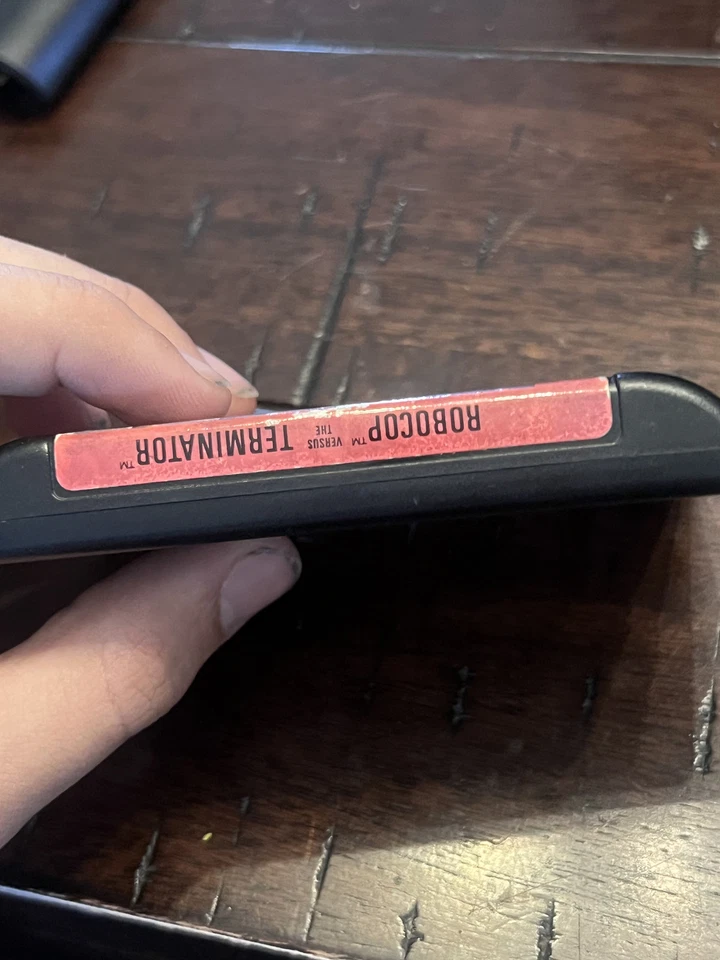 ROBOCOP™ VERSUS
THE
TERMINATOR™